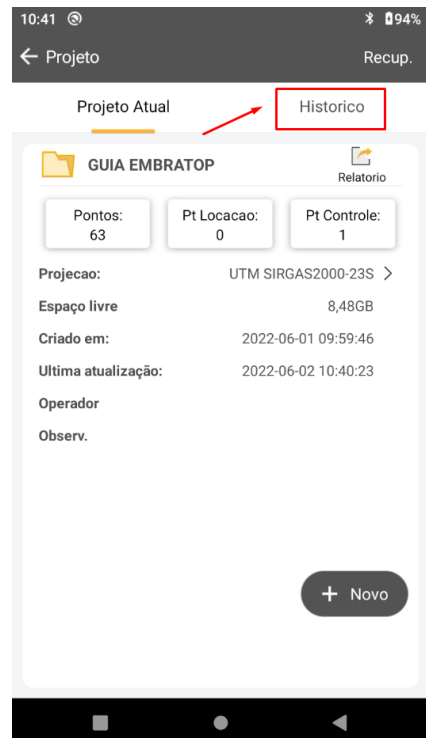 10:41 94%
Projeto Recup.
Projeto Atual Historico
GUIA EMBRATOP Relatorio
Pontos: Pt Locacao: Pt Controle:
63 0 1
Projecao: UTM SIRGAS2000-23S
Espaço livre 8,48GB
Criado em: 2022-06-01 09:59:46
Ultima atualização: 2022-06-02 10:40:23
Operador
Observ.
+ Novo